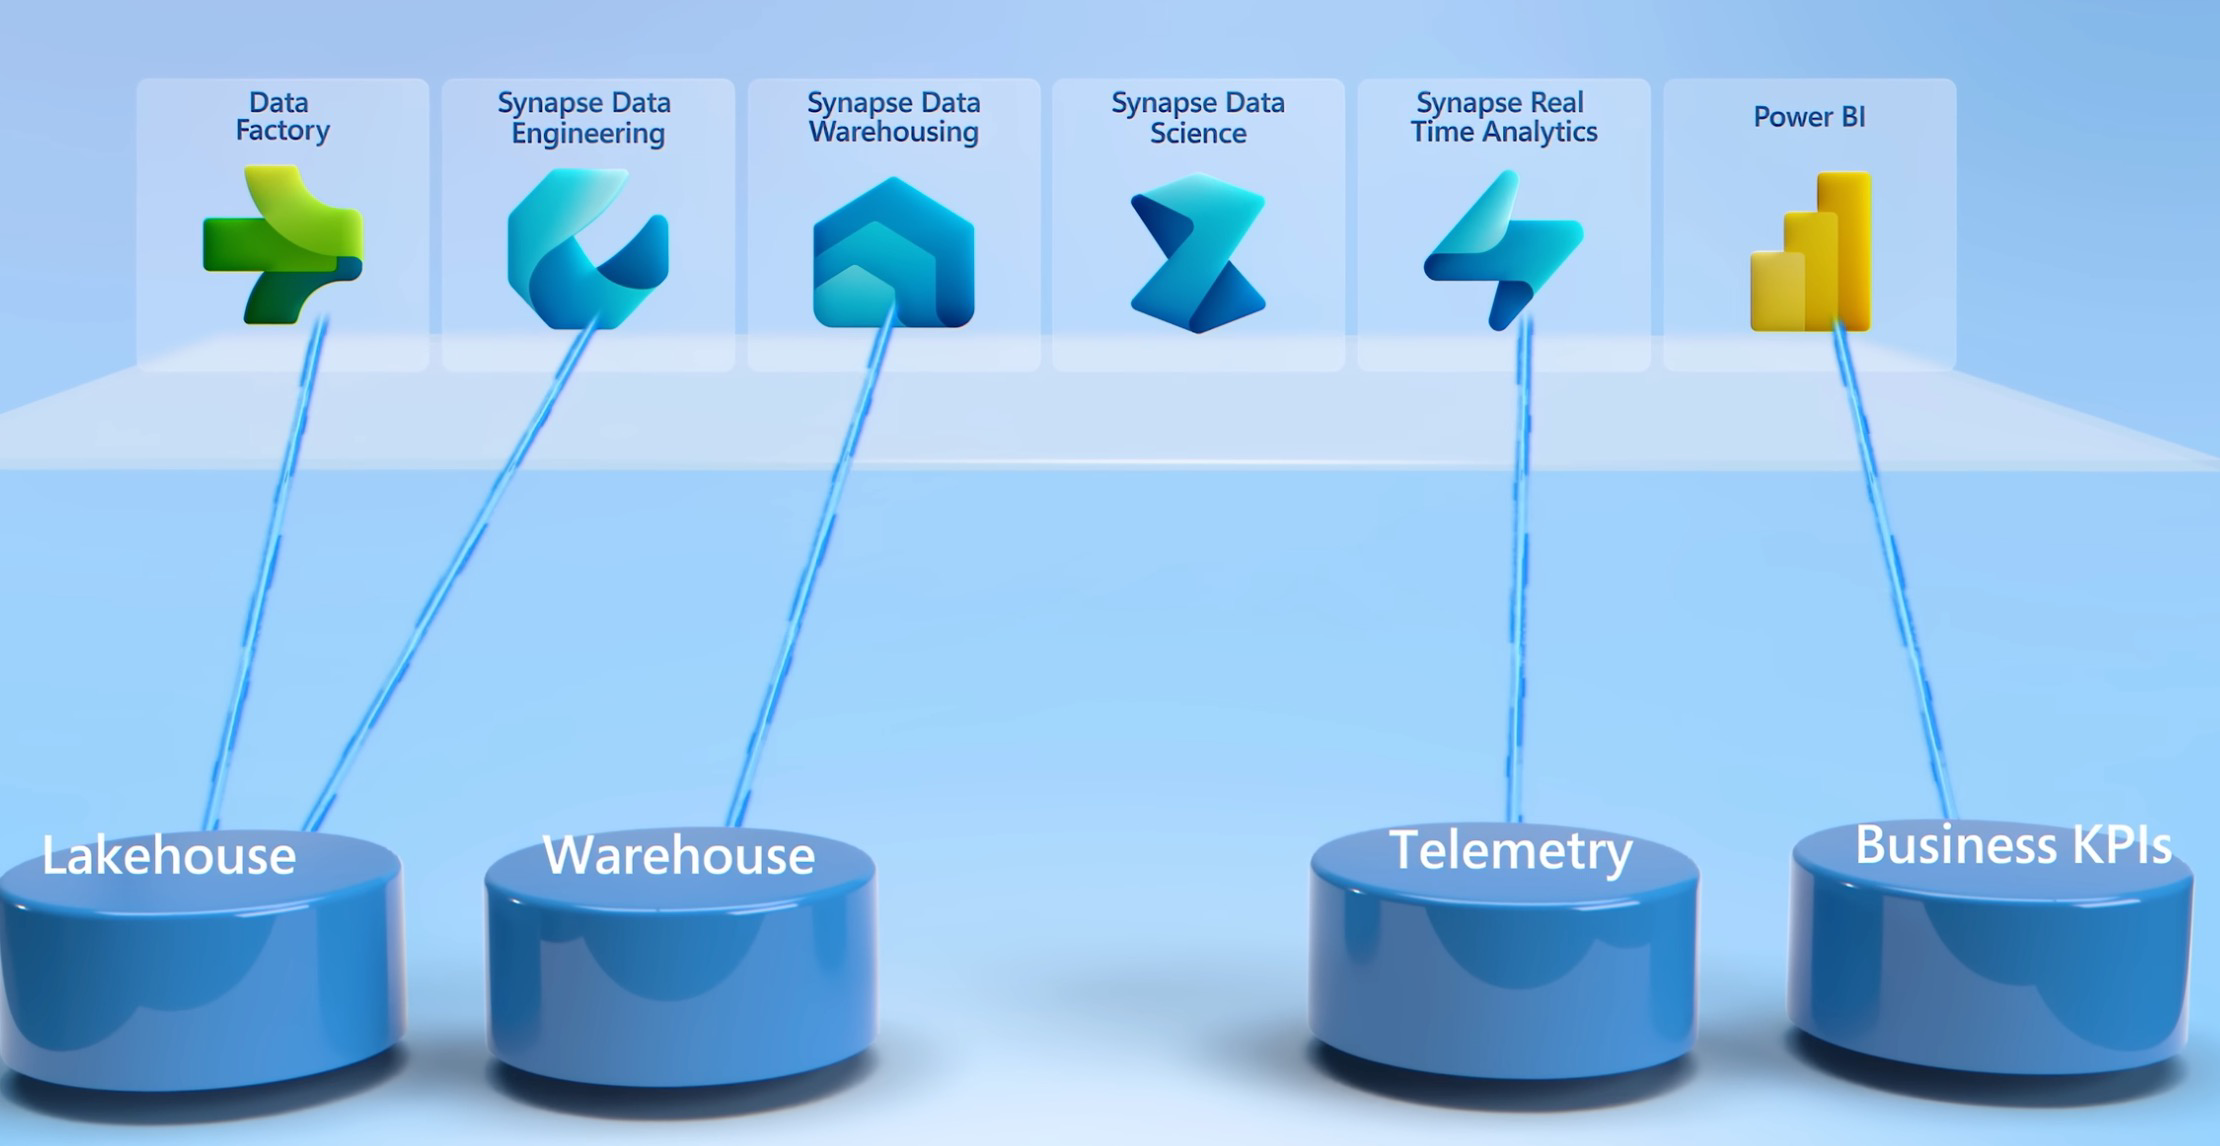 Data
Factory
Synapse Data
Engineering
Synapse Data
Warehousing
Synapse Data
Science
Synapse Real
Time Analytics
Power BI
Lakehouse
Warehouse
Telemetry
Business KPIs